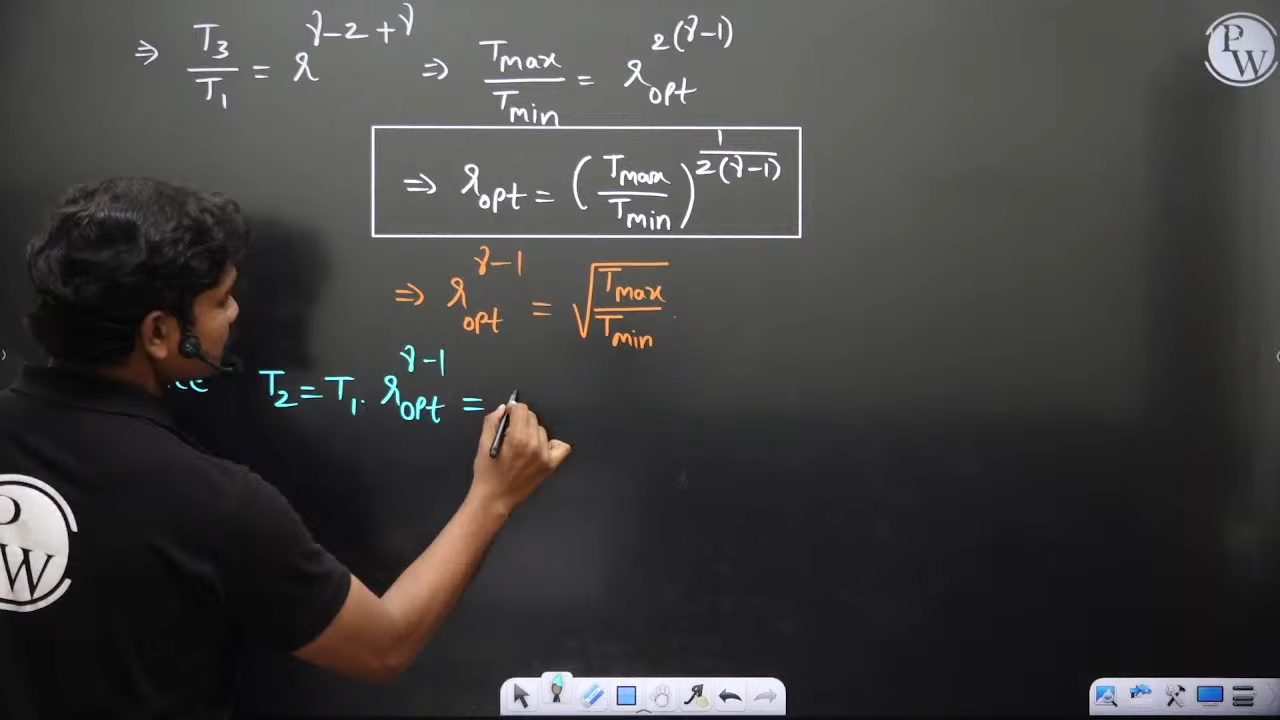 ⇒ T₃/T₁ = r^(γ-2+γ) ⇒ Tmax/Tmin = r_opt^(2(γ-1))
⇒ r_opt = (Tmax/Tmin)^(1/(2(γ-1)))
⇒ r_opt^(γ-1) = √(Tmax/Tmin)
T₂ = T₁. r_opt^(γ-1) =
PW
PW